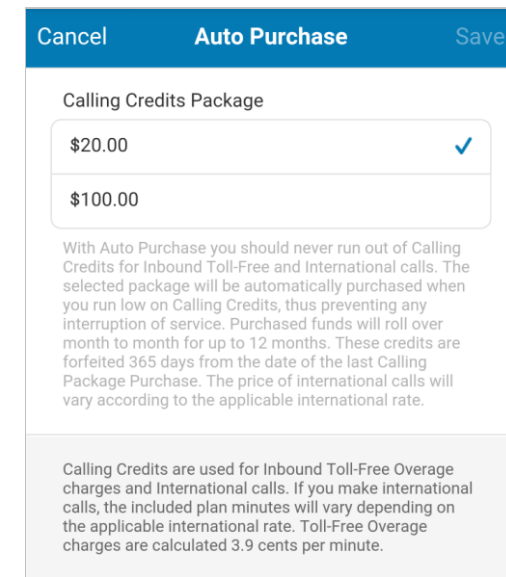 Cancel Auto Purchase Save
Calling Credits Package
$20.00
$100.00
With Auto Purchase you should never run out of Calling
Credits for Inbound Toll-Free and International calls. The
selected package will be automatically purchased when
you run low on Calling Credits, thus preventing any
interruption of service. Purchased funds will roll over
month to month for up to 12 months. These credits are
forfeited 365 days from the date of the last Calling
Package Purchase. The price of international calls will
vary according to the applicable international rate.
Calling Credits are used for Inbound Toll-Free Overage
charges and International calls. If you make international
calls, the included plan minutes will vary depending on
the applicable international rate. Toll-Free Overage
charges are calculated 3.9 cents per minute.